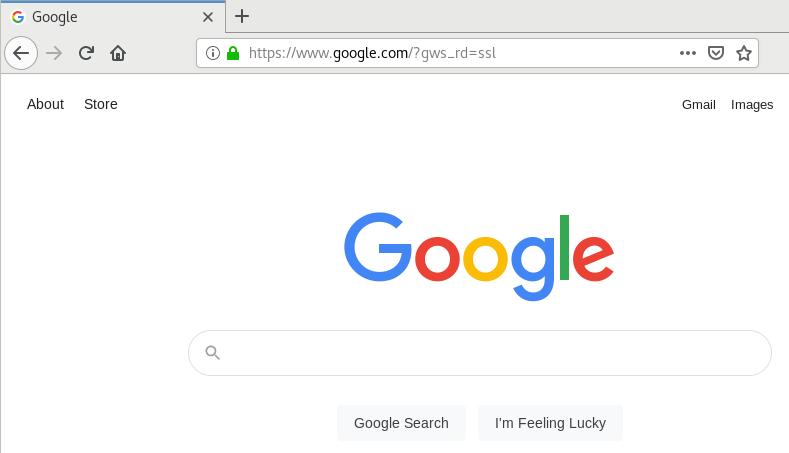 Google
https://www.google.com/?gws_rd=ssl
About Store Gmail Images
Google
Google Search I'm Feeling Lucky